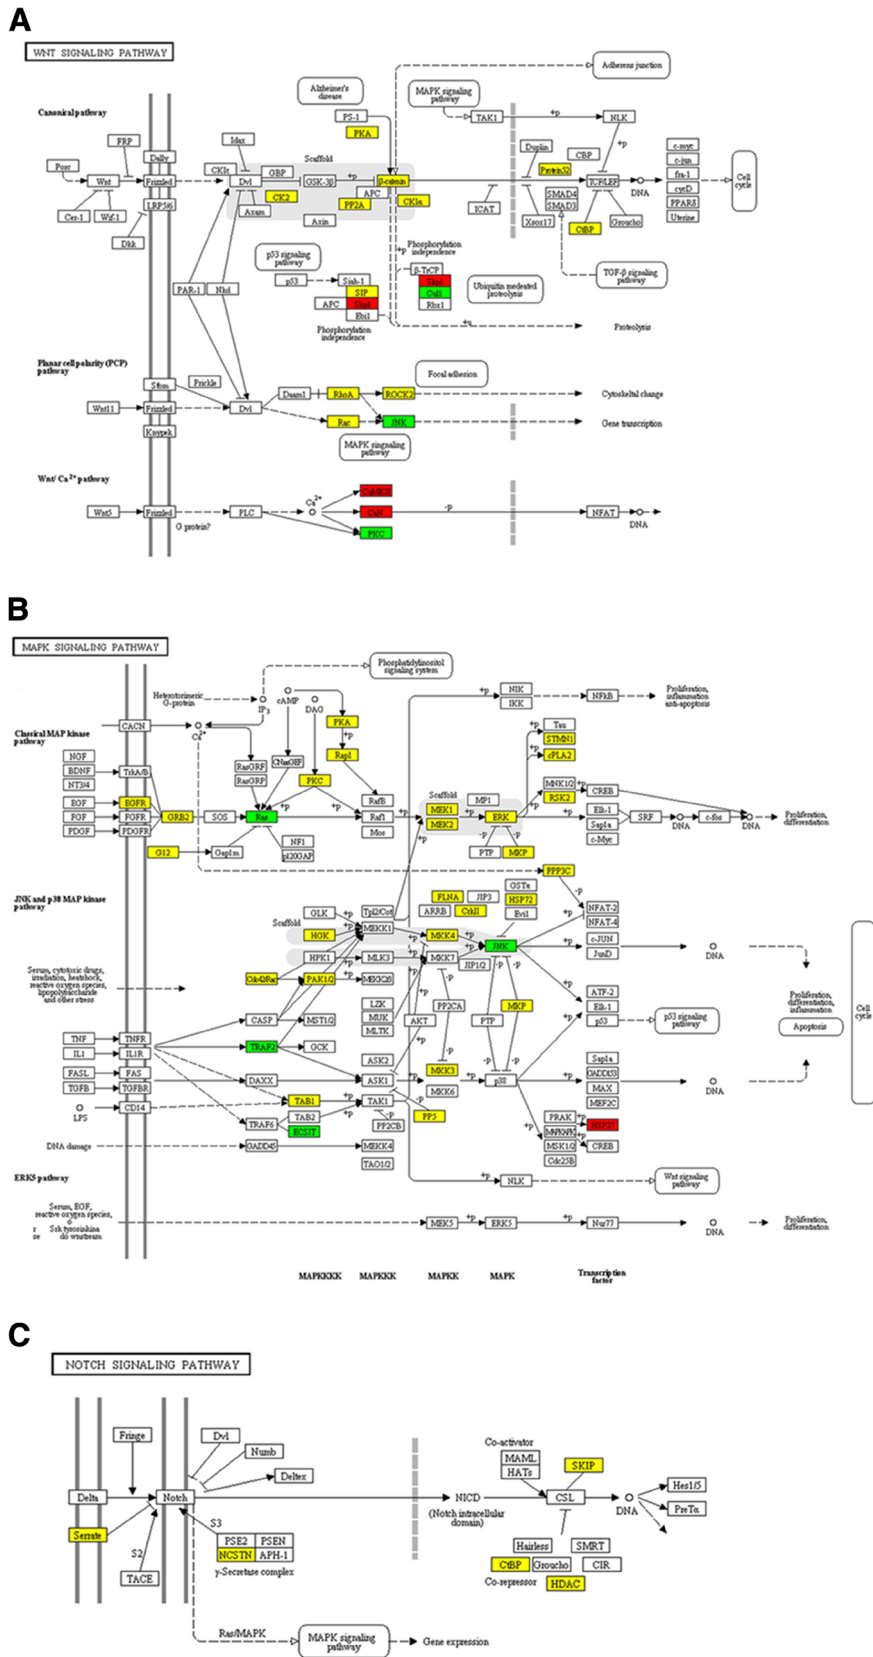 A
WNT SIGNALING PATHWAY
Adherens junction
Alzheimer's
disease
MAPK signaling
pathway
Canonical pathway
PS-1
PKA
TAK1
+p
NLK
FRP
Idax
Scaffold
Duplin
CBP
+p
c-myc
Porc
Dally
CKIε
GBP
+p
Protein52
c-jun
Wnt
Frizzled
Dvl
GSK-3β
β-catenin
TCF/LEF
DNA
fra-1
Cell
cycle
CK2
APC
CKIα
SMAD4
cycD
Cer-1
Wif-1
LRP5/6
Axam
PP2A
ICAT
SMAD3
PPARδ
Axin
Xsox17
CtBP
Groucho
Uterine
Dkk
+p
Phosphorylation
independence
p53 signaling
pathway
β-TrCP
TGF-β signaling
pathway
p53
Siah-1
Skp1
Ubiquitin mediated
proteolysis
PAR-1
Nkd
SIP
Cul1
APC
Skp1
Rbx1
Ebi1
Phosphorylation
independence
+u
Proteolysis
Planar cell polarity (PCP)
pathway
Focal adhesion
Stbm
Prickle
Daam1
RhoA
ROCK2
Cytoskeltal change
Wnt11
Frizzled
Dvl
Rac
JNK
Gene transcription
Knypek
MAPK singnaling
pathway
Wnt/ Ca2+ pathway
CaMKII
Ca2+
Wnt5
Frizzled
PLC
CaN
-p
NFAT
DNA
G protein?
PKC
B
MAPK SIGNALING PATHWAY
Phosphatidylinositol
signaling system
Heterotrimeric
G-protein
IP3
cAMP
DAG
+p
NIK
IKK
NFkB
Proliferation,
inflammation
anti-apoptosis
CACN
Ca2+
PKA
Tau
Classical MAP kinase
pathway
+p
STMN1
NGF
RasGRF
CNasGEF
Rap1
+p
cPLA2
BDNF
TrkA/B
RasGRP
PKC
Scaffold
MNK1/2
CREB
NT3/4
RafB
MEK1
MP1
RSK2
EGF
EGFR
GRB2
SOS
Ras
+p
+p
Raf1
+p
MEK2
+p
ERK
+p
Elk-1
SRF
DNA
c-fos
DNA
Proliferation,
differentiation
FGF
FGFR
Mos
Sap1a
PDGF
PDGFR
NF1
-p
-p
c-Myc
G12
Gap1m
p120GAP
PTP
MKP
PPP3C
JNK and p38 MAP kinase
pathway
GSTπ
-p
GLK
+p
Tpl2/Cot
FLNA
JIP3
HSP72
NFAT-2
Scaffold
MEKK1
ARRB
CrkII
Evi1
NFAT-4
HGK
+p
MKK4
+p
JNK
+p
c-JUN
DNA
HPK1
+p
MLK3
+p
MKK7
JIP1/2
JunD
Serum, cytotoxic drugs,
irradiation, heatshock,
reactive oxygen species,
lipopolysaccharide
and other stress
Cdc42/Rac
PAK1/2
+p
MEKK2/3
ATF-2
Proliferation,
differentiation,
inflammation
Cell
cycle
LZK
PP2CA
MKP
Elk-1
CASP
MST1/2
MUK
AKT
PTP
p53
p53 signaling
pathway
Apoptosis
MLTK
TNF
TNFR
IL1
IL1R
TRAF2
GCK
ASK2
MKK3
Sap1a
FASL
FAS
DAXX
+p
ASK1
+p
+p
p38
+p
GADD153
DNA
TGFB
TGFBR
MKK6
MAX
TAB1
+p
TAK1
+p
MEF2C
LPS
CD14
TAB2
+p
PP5
PRAK
+p
HSP27
TRAF6
ECSIT
PP2CB
MAPKAPK
DNA damage
GADD45
MEKK4
MSK1/2
CREB
TAO1/2
Cdc25B
ERK5 pathway
+p
NLK
Wnt signaling
pathway
Serum, EGF,
reactive oxygen species,
MEK5
+p
ERK5
+p
Nur77
DNA
Proliferation,
differentiation
MAPKKKK
MAPKKK
MAPKK
MAPK
Transcription
factor
C
NOTCH SIGNALING PATHWAY
Fringe
Dvl
Numb
Deltex
Co-activator
MAML
HATs
SKIP
Hes1/5
Delta
Notch
NICD
(Notch intracellular
domain)
CSL
DNA
PreTα
Serrate
S3
PSE2
PSEN
Hairless
SMRT
S2
NCSTN
APH-1
CtBP
Groucho
CIR
TACE
γ-Secretase complex
Co-repressor
HDAC
Ras/MAPK
MAPK signaling
pathway
Gene expression